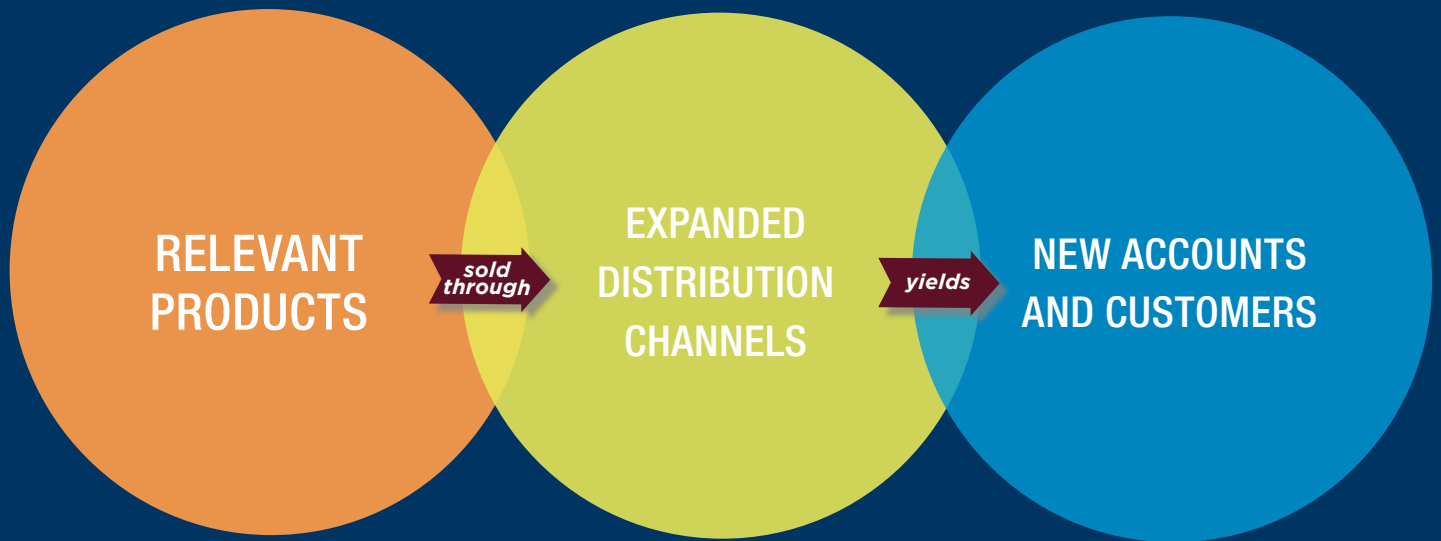 RELEVANT
PRODUCTS
sold
through
EXPANDED
DISTRIBUTION
CHANNELS
yields
NEW ACCOUNTS
AND CUSTOMERS